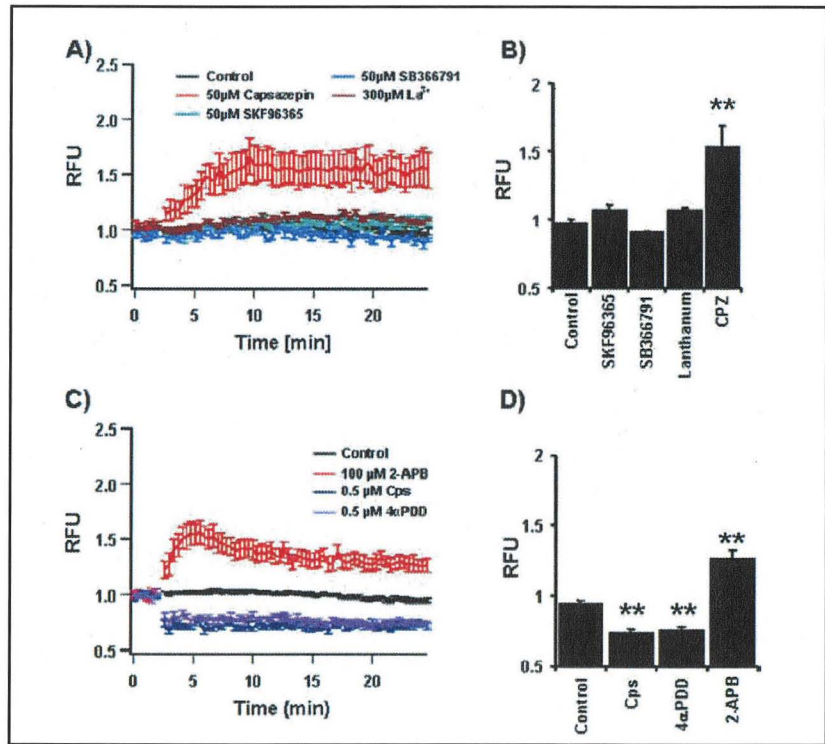 A)
Control
50µM Capsazepin
50µM SKF96365
50µM SB366791
300µM La³⁺
2.5
2.0
1.5
1.0
0.5
RFU
0 5 10 15 20
Time [min]
B)
**
2
1.5
1
0.5
RFU
Control
SKF96365
SB366791
Lanthanum
CPZ
C)
Control
100 µM 2-APB
0.5 µM Cps
0.5 µM 4αPDD
2.5
2.0
1.5
1.0
0.5
RFU
0 5 10 15 20
Time (min)
D)
** ** **
2
1.5
1
0.5
RFU
Control
Cps
4αPDD
2-APB